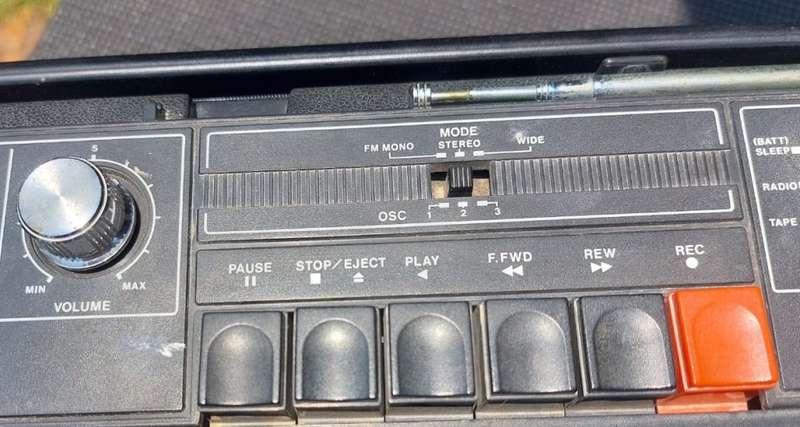 5
MIN
MAX
VOLUME
MODE
FM MONO STEREO WIDE
OSC 1 2 3
PAUSE STOP/EJECT PLAY F.FWD REW REC
(BATT)
SLEEP
RADIO
TAPE